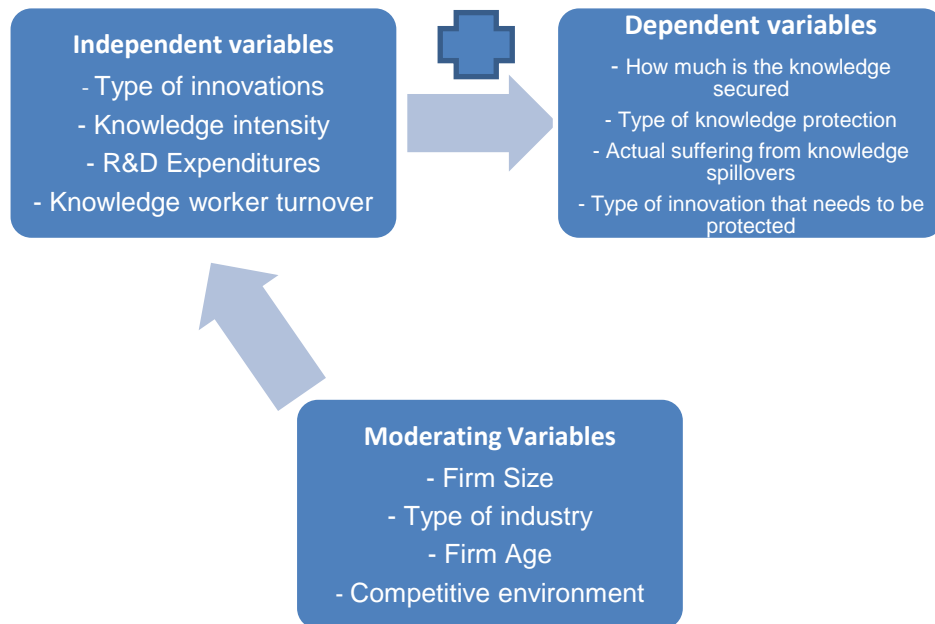 Independent variables
- Type of innovations
- Knowledge intensity
- R&D Expenditures
- Knowledge worker turnover
Dependent variables
- How much is the knowledge
secured
- Type of knowledge protection
- Actual suffering from knowledge
spillovers
- Type of innovation that needs to be
protected
Moderating Variables
- Firm Size
- Type of industry
- Firm Age
- Competitive environment